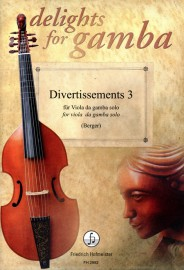 delights
for gamba
Divertissements 3
für Viola da gamba solo
for viola da gamba solo
(Berger)
Friedrich Hofmeister